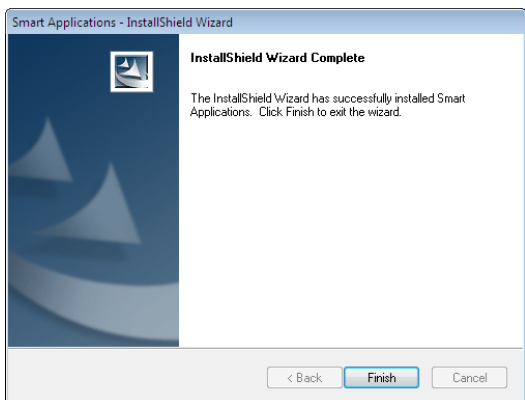 Smart Applications - InstallShield Wizard
InstallShield Wizard Complete
The InstallShield Wizard has successfully installed Smart
Applications. Click Finish to exit the wizard.
< Back
Finish
Cancel